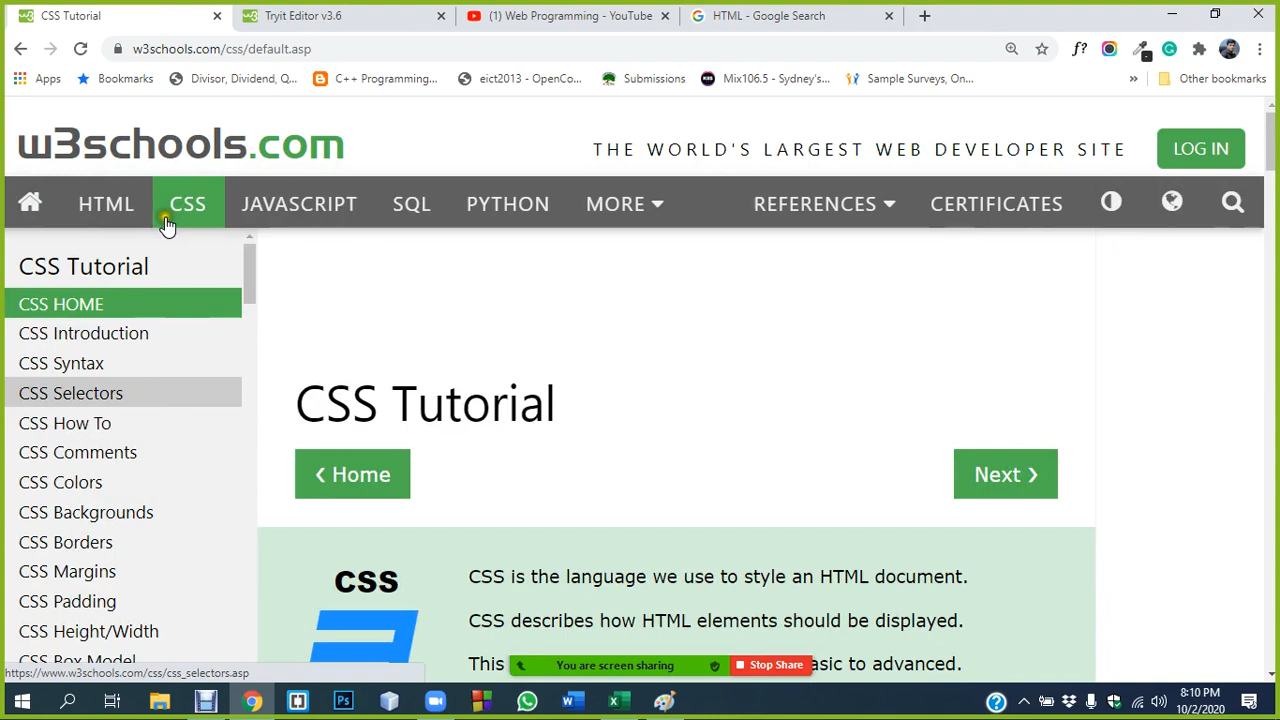 CSS Tutorial
Tryit Editor v3.6
(1) Web Programming - YouTube
HTML - Google Search
w3schools.com/css/default.asp
f?
Apps
Bookmarks
Divisor, Dividend, Q...
C++ Programming...
eict2013 - OpenCo...
Submissions
Mix106.5 - Sydney's...
Sample Surveys, On...
»
Other bookmarks
w3schools.com
THE WORLD'S LARGEST WEB DEVELOPER SITE
LOG IN
HTML
CSS
JAVASCRIPT
SQL
PYTHON
MORE
REFERENCES
CERTIFICATES
CSS Tutorial
CSS HOME
CSS Introduction
CSS Syntax
CSS Selectors
CSS How To
CSS Comments
CSS Colors
CSS Backgrounds
CSS Borders
CSS Margins
CSS Padding
CSS Height/Width
CSS Box Model
CSS Tutorial
❮ Home
Next ❯
CSS
CSS is the language we use to style an HTML document.
CSS describes how HTML elements should be displayed.
This
asic to advanced.
https://www.w3schools.com/css/css_selectors.asp
You are screen sharing
Stop Share
8:10 PM
10/2/2020